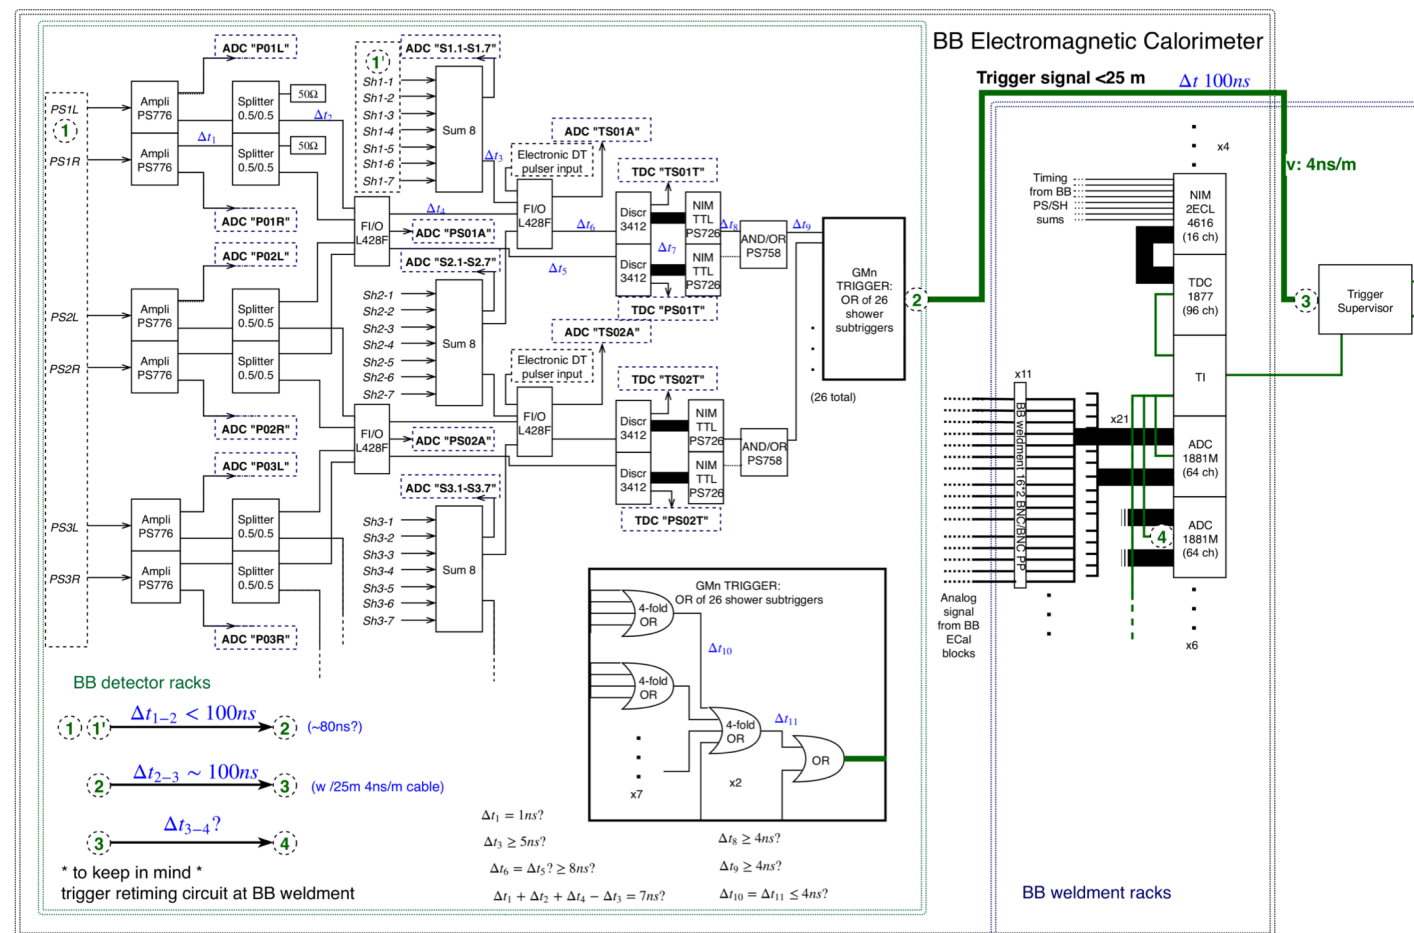 BB Electromagnetic Calorimeter
Trigger signal <25 m
Δt 100ns
v: 4ns/m
ADC "P01L"
PS1L
1
PS1R
Ampli
PS776
Ampli
PS776
Δt1
Splitter
0.5/0.5
Splitter
0.5/0.5
50Ω
50Ω
Δt2
ADC "P01R"
ADC "P02L"
PS2L
PS2R
Ampli
PS776
Ampli
PS776
Splitter
0.5/0.5
Splitter
0.5/0.5
ADC "P02R"
ADC "P03L"
PS3L
PS3R
Ampli
PS776
Ampli
PS776
Splitter
0.5/0.5
Splitter
0.5/0.5
ADC "P03R"
1'
ADC "S1.1-S1.7"
Sh1-1
Sh1-2
Sh1-3
Sh1-4
Sh1-5
Sh1-6
Sh1-7
Sum 8
Δt3
FI/O
L428F
Δt4
ADC "PS01A"
ADC "S2.1-S2.7"
Sh2-1
Sh2-2
Sh2-3
Sh2-4
Sh2-5
Sh2-6
Sh2-7
Sum 8
FI/O
L428F
ADC "PS02A"
ADC "S3.1-S3.7"
Sh3-1
Sh3-2
Sh3-3
Sh3-4
Sh3-5
Sh3-6
Sh3-7
Sum 8
ADC "TS01A"
Electronic DT
pulser input
FI/O
L428F
Δt6
Δt5
TDC "TS01T"
Discr
3412
Discr
3412
Δt7
NIM
TTL
PS726
NIM
TTL
PS726
Δt8
AND/OR
PS758
Δt9
TDC "PS01T"
ADC "TS02A"
Electronic DT
pulser input
FI/O
L428F
TDC "TS02T"
Discr
3412
Discr
3412
NIM
TTL
PS726
NIM
TTL
PS726
AND/OR
PS758
TDC "PS02T"
GMn
TRIGGER:
OR of 26
shower
subtriggers
(26 total)
2
3
Trigger
Supervisor
x4
Timing
from BB
PS/SH
sums
NIM
2ECL
4616
(16 ch)
TDC
1877
(96 ch)
TI
ADC
1881M
(64 ch)
ADC
1881M
(64 ch)
4
x11
x21
BB weldment 16*2 BNC/BNC PP
Analog
signal
from BB
ECal
blocks
x6
GMn TRIGGER:
OR of 26 shower subtriggers
4-fold
OR
Δt10
4-fold
OR
4-fold
OR
Δt11
OR
x7
x2
BB detector racks
1 1' Δt1-2 < 100ns 2 (~80ns?)
2 Δt2-3 ~ 100ns 3 (w /25m 4ns/m cable)
3 Δt3-4? 4
* to keep in mind *
trigger retiming circuit at BB weldment
Δt1 = 1ns?
Δt3 ≥ 5ns?
Δt6 = Δt5? ≥ 8ns?
Δt1 + Δt2 + Δt4 − Δt3 = 7ns?
Δt8 ≥ 4ns?
Δt9 ≥ 4ns?
Δt10 = Δt11 ≤ 4ns?
BB weldment racks